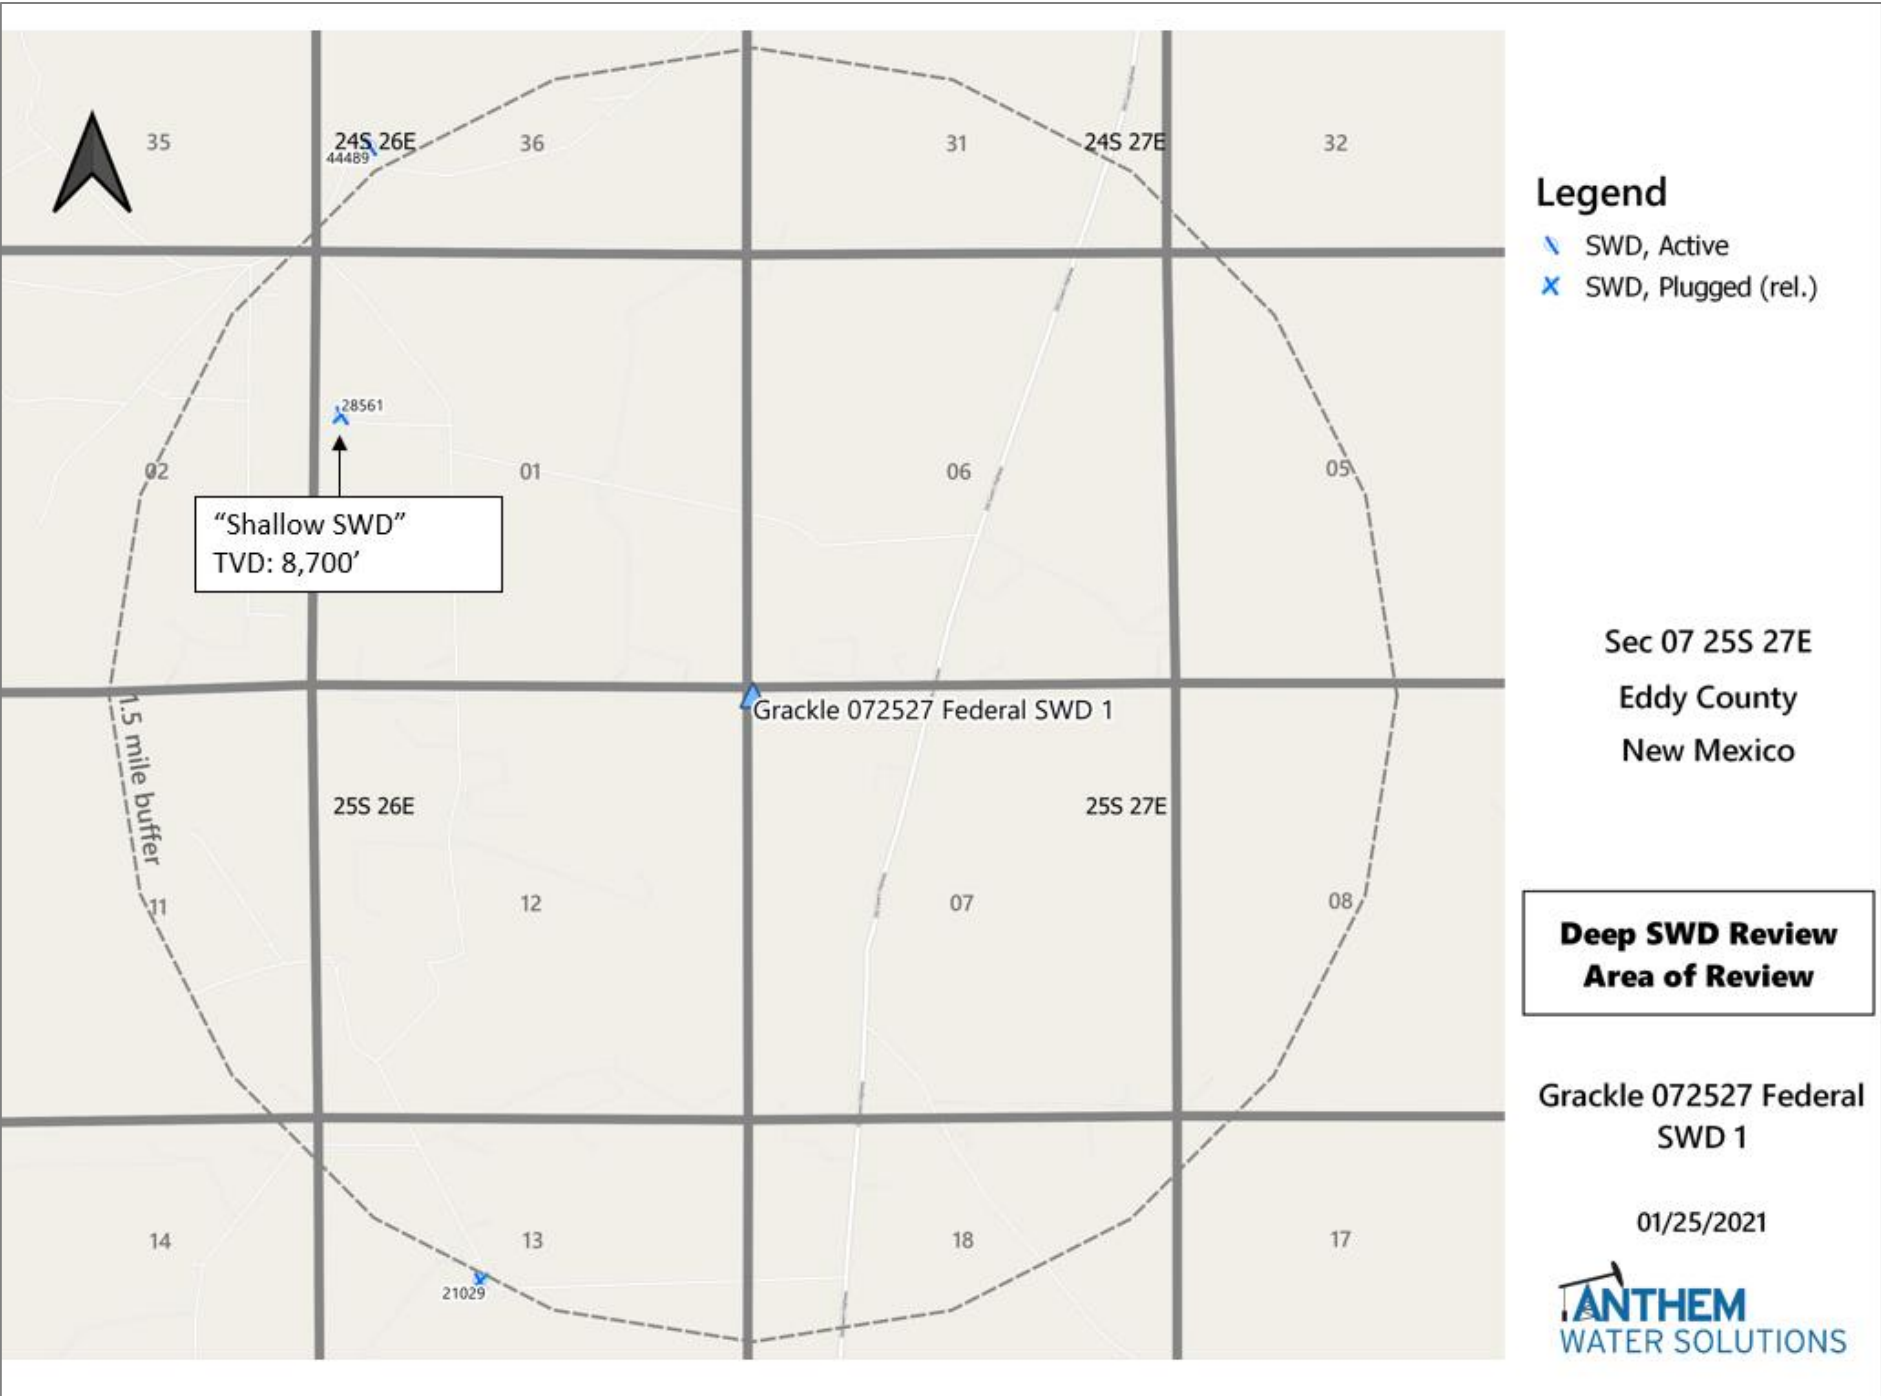 35
24S 26E
44489
36
31
24S 27E
32
28561
02
01
06
05
“Shallow SWD”
TVD: 8,700’
Grackle 072527 Federal SWD 1
1.5 mile buffer
25S 26E
25S 27E
11
12
07
08
14
13
18
17
21029
Legend
SWD, Active
SWD, Plugged (rel.)
Sec 07 25S 27E
Eddy County
New Mexico
Deep SWD Review
Area of Review
Grackle 072527 Federal
SWD 1
01/25/2021
ANTHEM
WATER SOLUTIONS